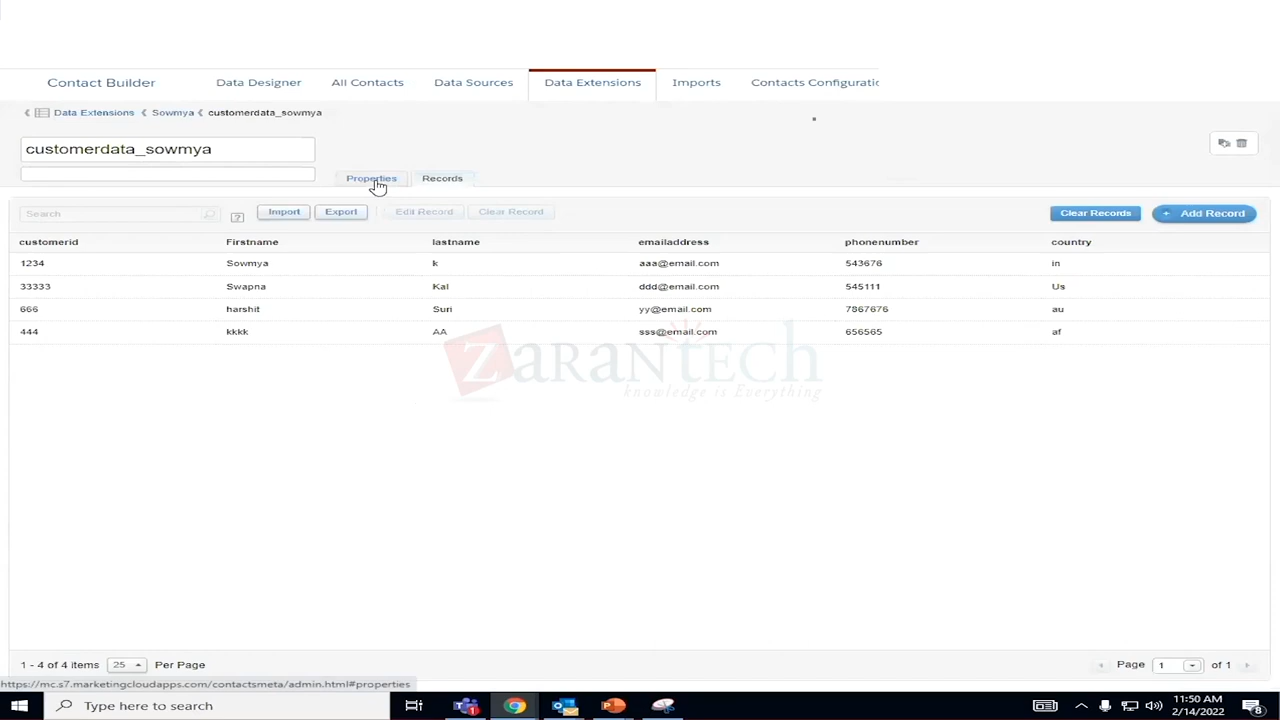 Contact Builder Data Designer All Contacts Data Sources Data Extensions Imports Contacts Configuratio
Data Extensions Sowmya customerdata_sowmya
customerdata_sowmya
Properties Records
Search ? Import Export Edit Record Clear Record Clear Records + Add Record
customerid Firstname lastname emailaddress phonenumber country
1234 Sowmya k aaa@email.com 543676 in
33333 Swapna Kal ddd@email.com 545111 Us
666 harshit Suri yy@email.com 7867676 au
444 kkkk AA sss@email.com 656565 af
ZaranTech
knowledge is Everything
1 - 4 of 4 items 25 Per Page Page 1 of 1
https://mc.s7.marketingcloudapps.com/contactsmeta/admin.html#properties
Type here to search 1 11:50 AM
2/14/2022 8